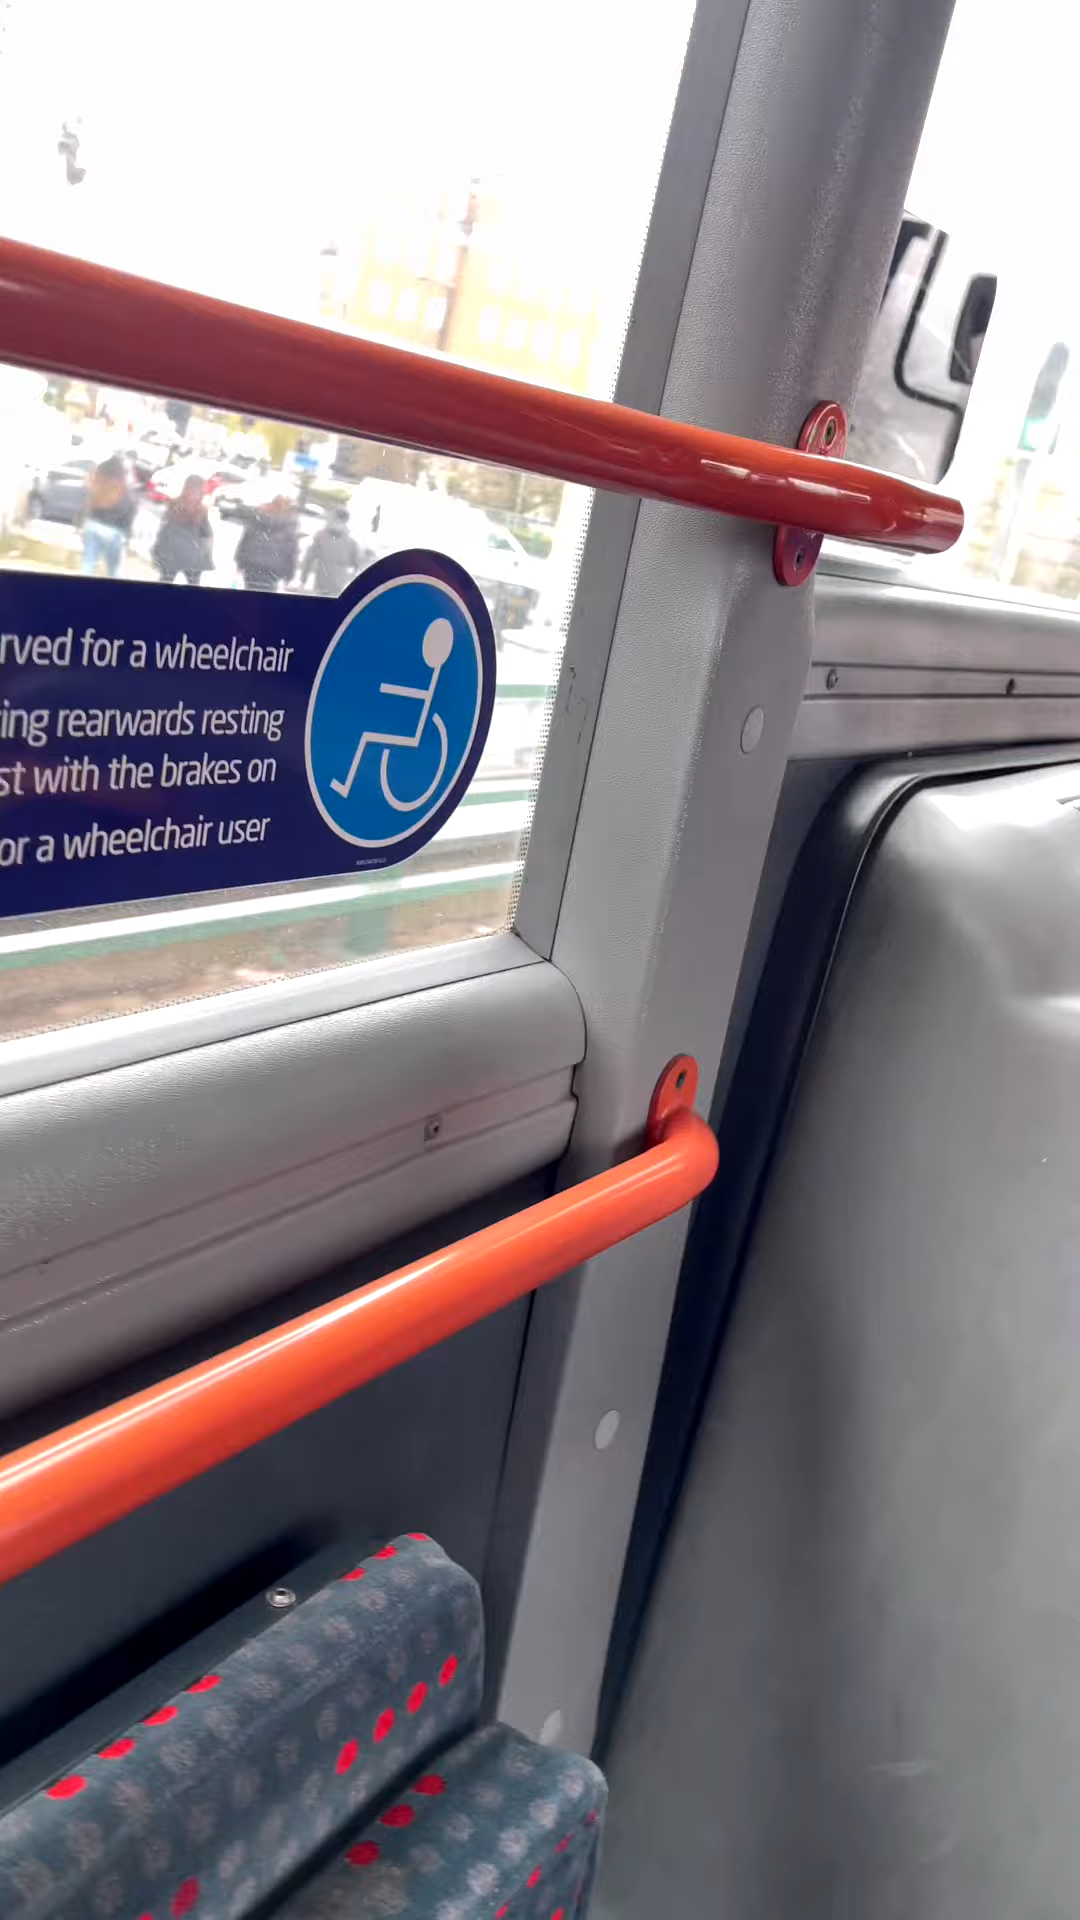 rved for a wheelchair
ing rearwards resting
st with the brakes on
or a wheelchair user